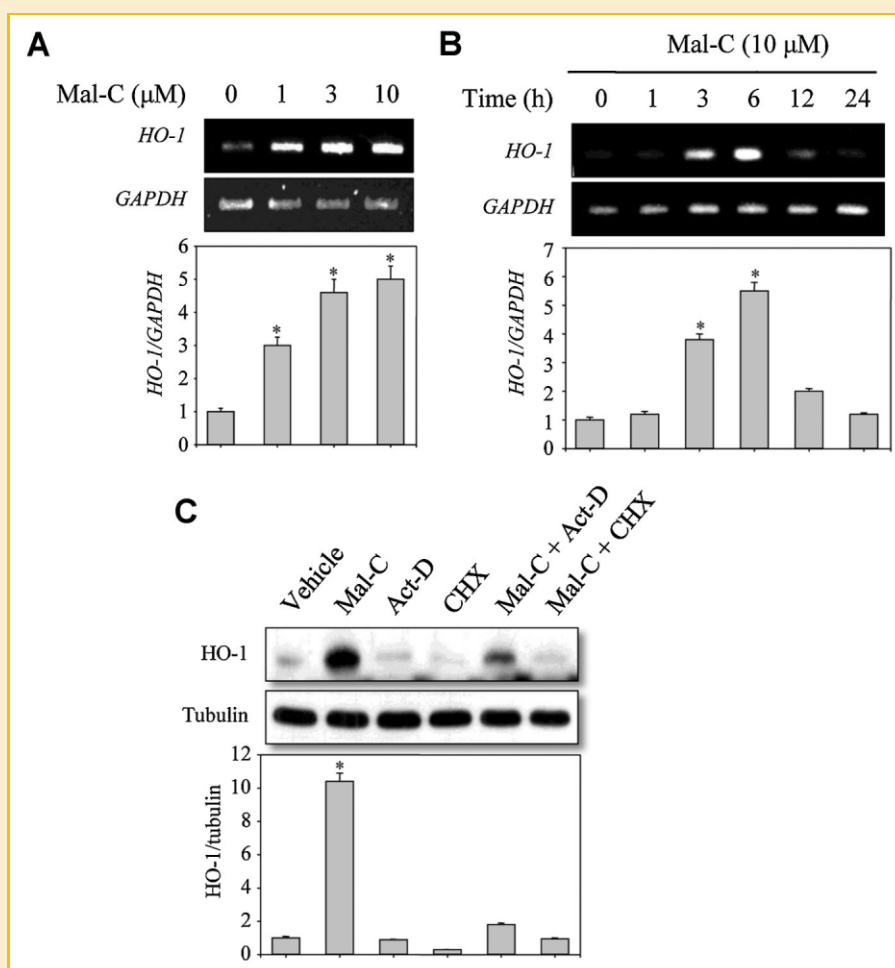 A
Mal-C (µM) 0 1 3 10
HO-1
GAPDH
HO-1/GAPDH
6
5
4
3
2
1
0
* * *
B
Mal-C (10 µM)
Time (h) 0 1 3 6 12 24
HO-1
GAPDH
HO-1/GAPDH
7
6
5
4
3
2
1
0
* *
C
Vehicle Mal-C Act-D CHX Mal-C + Act-D Mal-C + CHX
HO-1
Tubulin
HO-1/tubulin
12
10
8
6
4
2
0
*